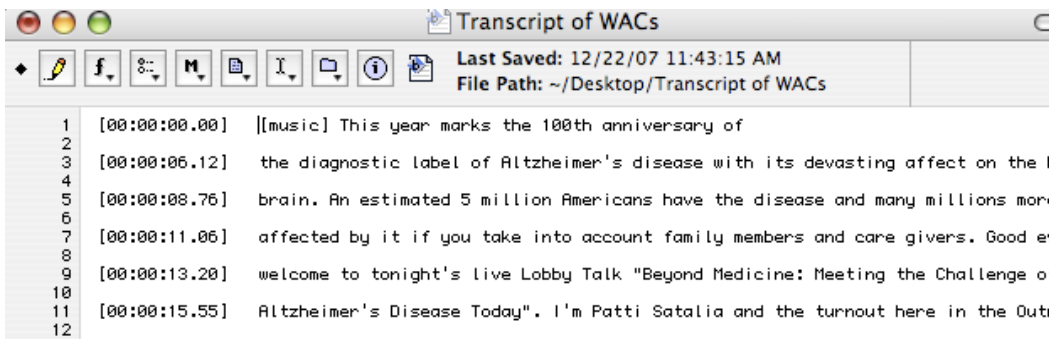 Transcript of WACs
Last Saved: 12/22/07 11:43:15 AM
File Path: ~/Desktop/Transcript of WACs
1 [00:00:00.00] [music] This year marks the 100th anniversary of
2
3 [00:00:06.12] the diagnostic label of Altzheimer's disease with its devasting affect on the
4
5 [00:00:08.76] brain. An estimated 5 million Americans have the disease and many millions more
6
7 [00:00:11.06] affected by it if you take into account family members and care givers. Good
8
9 [00:00:13.20] welcome to tonight's live Lobby Talk "Beyond Medicine: Meeting the Challenge
10
11 [00:00:15.55] Altzheimer's Disease Today". I'm Patti Satalia and the turnout here in the
12